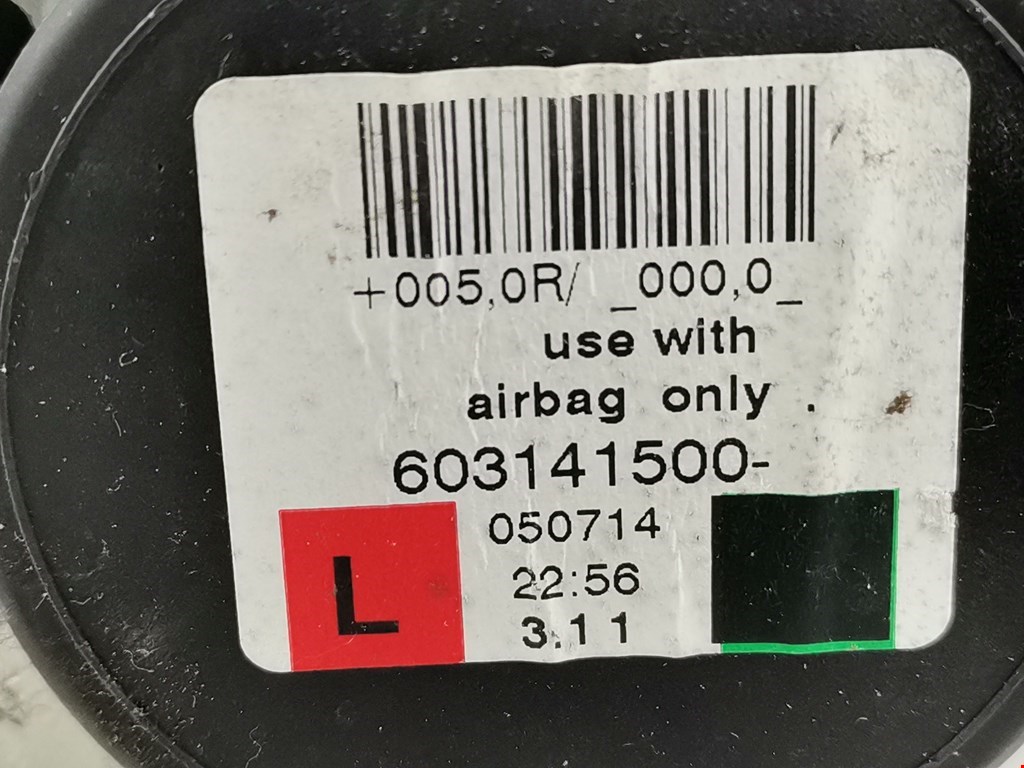 +005,0R/ _000,0_
use with
airbag only .
603141500-
050714
L
22:56
3.11